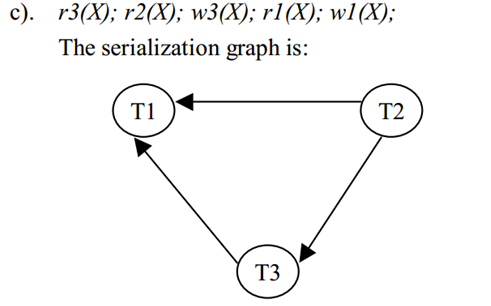 c). r3(X); r2(X); w3(X); r1(X); w1(X);
The serialization graph is:
T1
T2
T3